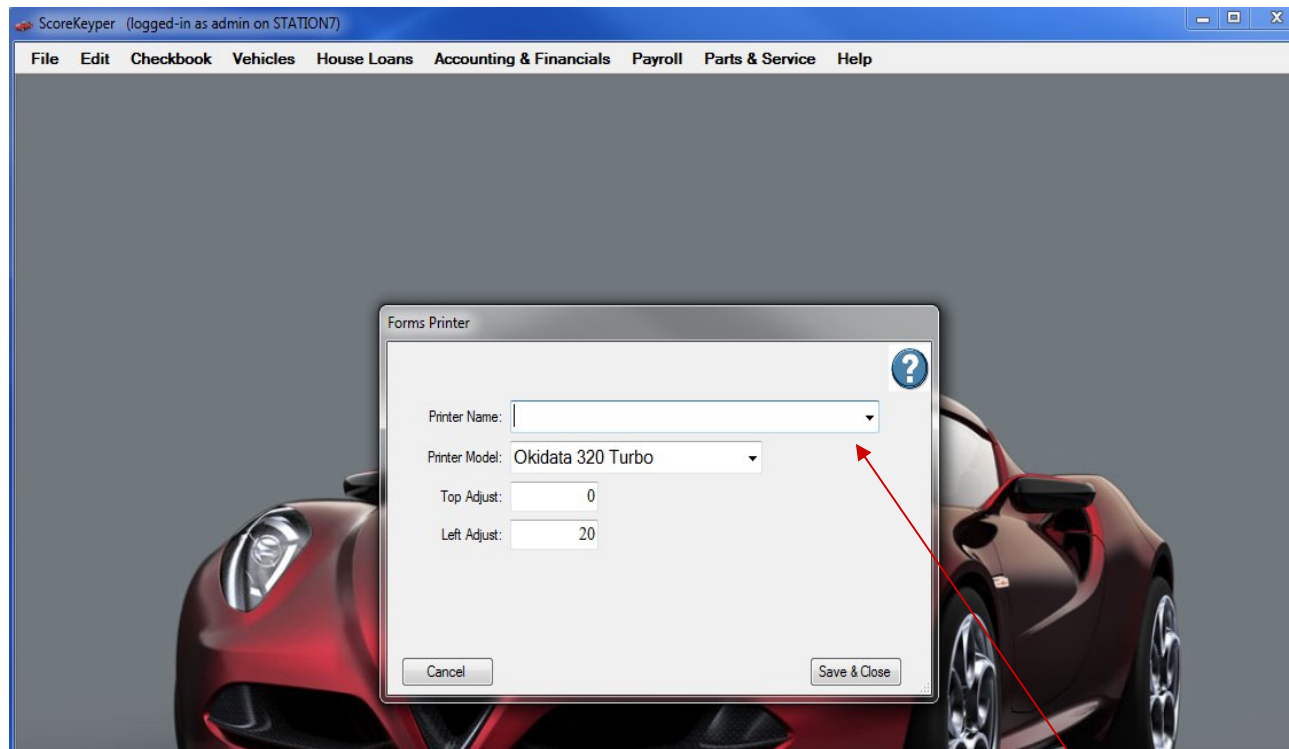 ScoreKeyper (logged-in as admin on STATION7)
File Edit Checkbook Vehicles House Loans Accounting & Financials Payroll Parts & Service Help
Forms Printer
?
Printer Name:
Printer Model: Okidata 320 Turbo
Top Adjust: 0
Left Adjust: 20
Cancel Save & Close